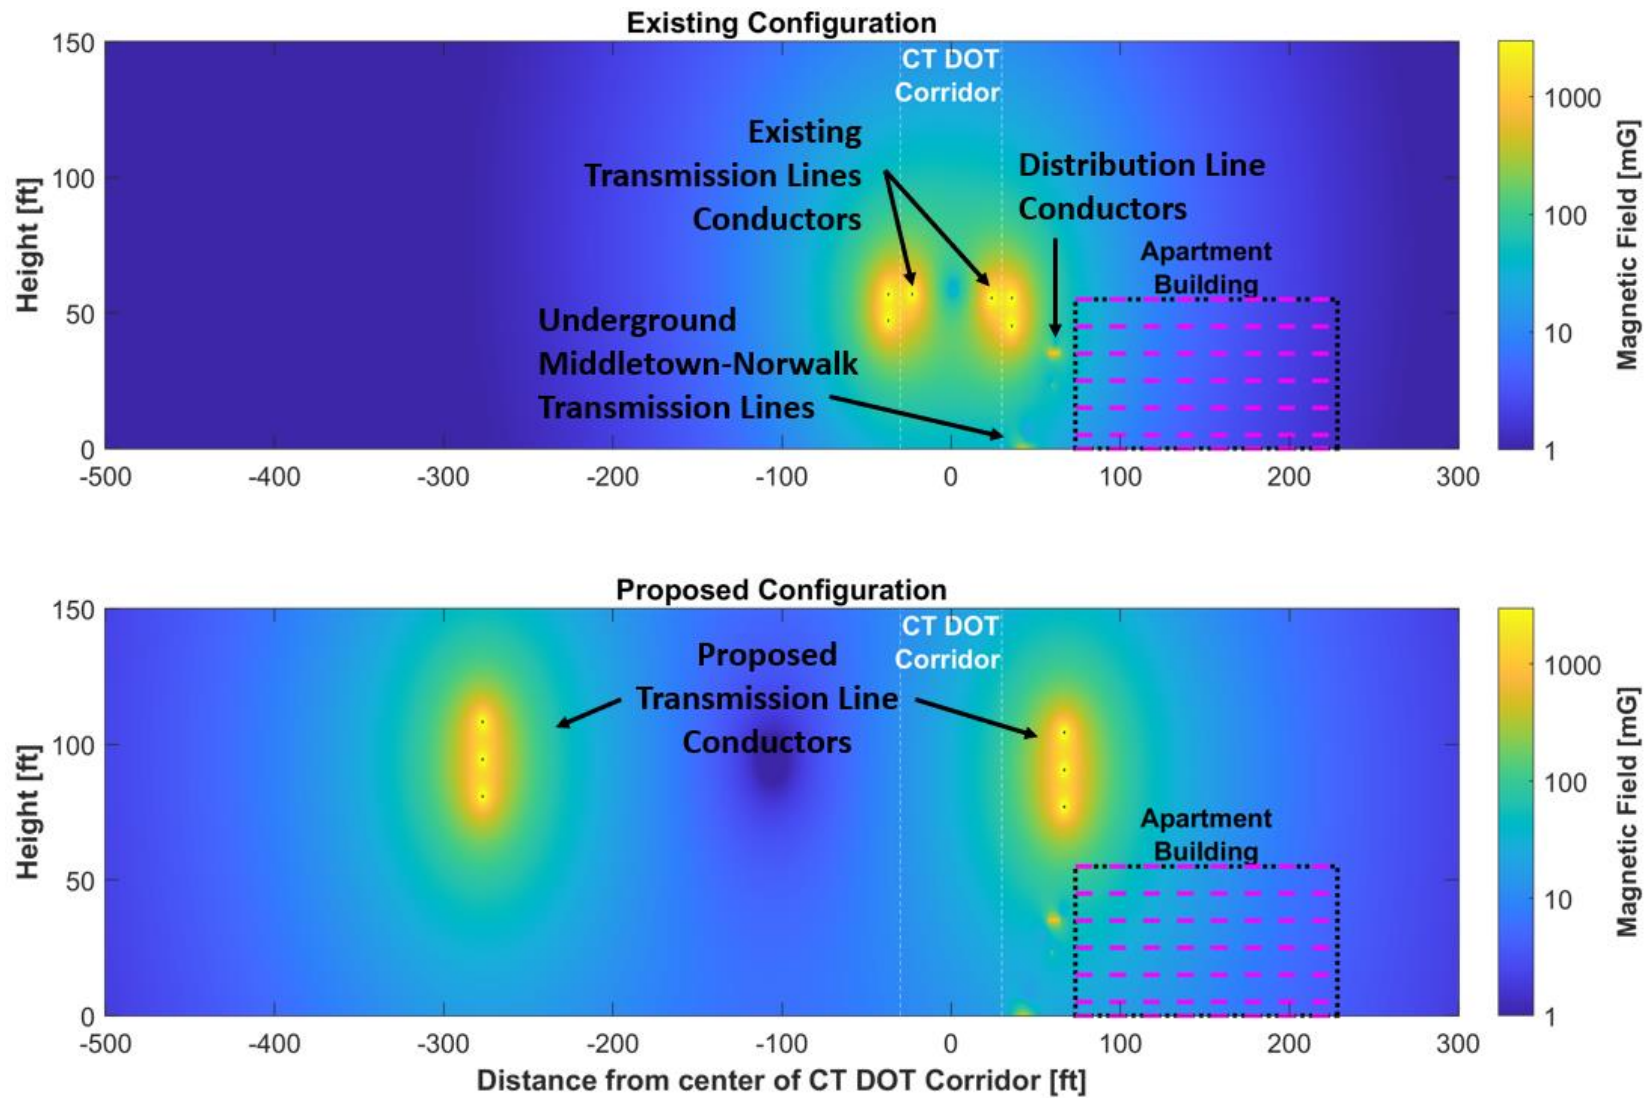 Existing Configuration
150
100
50
0
Height [ft]
CT DOT
Corridor
Existing
Transmission Lines
Conductors
Distribution Line
Conductors
Apartment
Building
Underground
Middletown-Norwalk
Transmission Lines
-500 -400 -300 -200 -100 0 100 200 300
1000
100
10
1
Magnetic Field [mG]
Proposed Configuration
150
100
50
0
Height [ft]
CT DOT
Corridor
Proposed
Transmission Line
Conductors
Apartment
Building
-500 -400 -300 -200 -100 0 100 200 300
Distance from center of CT DOT Corridor [ft]
1000
100
10
1
Magnetic Field [mG]